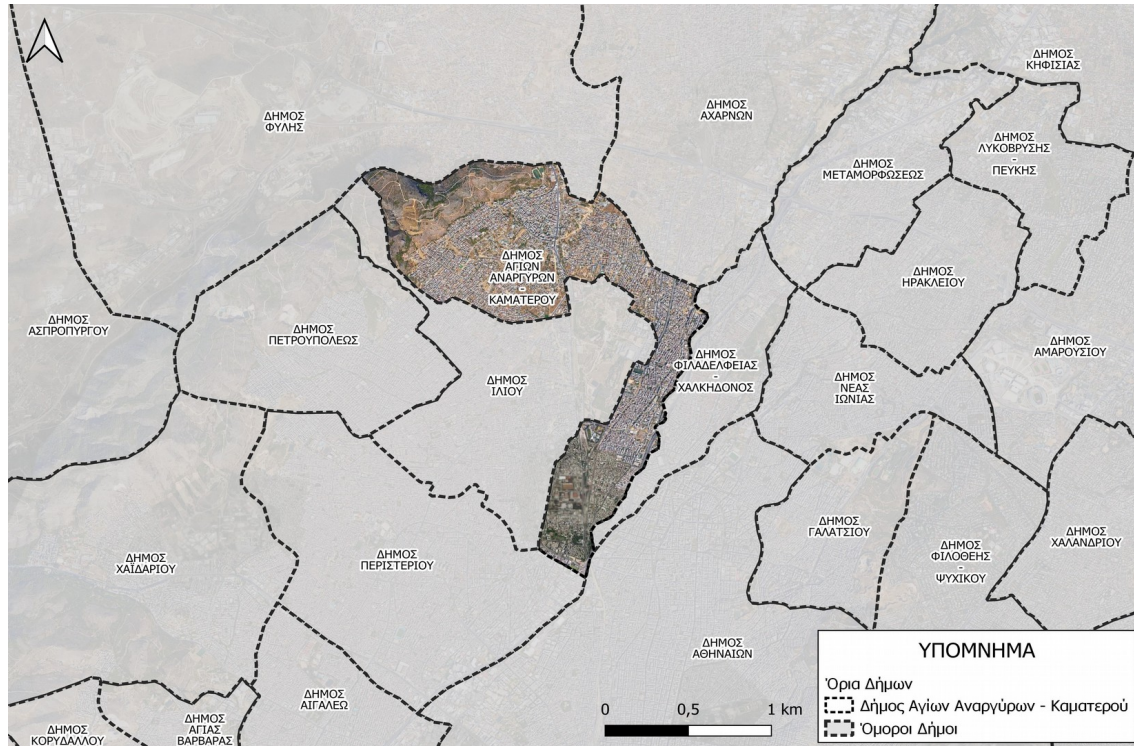 ΔΗΜΟΣ
ΚΗΦΙΣΙΑΣ
ΔΗΜΟΣ
ΦΥΛΗΣ
ΔΗΜΟΣ
ΑΧΑΡΝΩΝ
ΔΗΜΟΣ
ΛΥΚΟΒΡΥΣΗΣ
-
ΠΕΥΚΗΣ
ΔΗΜΟΣ
ΜΕΤΑΜΟΡΦΩΣΕΩΣ
ΔΗΜΟΣ
ΑΓΙΩΝ
ΑΝΑΡΓΥΡΩΝ
-
ΚΑΜΑΤΕΡΟΥ
ΔΗΜΟΣ
ΗΡΑΚΛΕΙΟΥ
ΔΗΜΟΣ
ΑΣΠΡΟΠΥΡΓΟΥ
ΔΗΜΟΣ
ΠΕΤΡΟΥΠΟΛΕΩΣ
ΔΗΜΟΣ
ΑΜΑΡΟΥΣΙΟΥ
ΔΗΜΟΣ
ΦΙΛΑΔΕΛΦΕΙΑΣ
-
ΧΑΛΚΗΔΟΝΟΣ
ΔΗΜΟΣ
ΙΛΙΟΥ
ΔΗΜΟΣ
ΝΕΑΣ
ΙΩΝΙΑΣ
ΔΗΜΟΣ
ΓΑΛΑΤΣΙΟΥ
ΔΗΜΟΣ
ΧΑΛΑΝΔΡΙΟΥ
ΔΗΜΟΣ
ΦΙΛΟΘΕΗΣ
-
ΨΥΧΙΚΟΥ
ΔΗΜΟΣ
ΧΑΪΔΑΡΙΟΥ
ΔΗΜΟΣ
ΠΕΡΙΣΤΕΡΙΟΥ
ΔΗΜΟΣ
ΑΘΗΝΑΙΩΝ
ΔΗΜΟΣ
ΑΙΓΑΛΕΩ
ΔΗΜΟΣ
ΑΓΙΑΣ
ΒΑΡΒΑΡΑΣ
ΔΗΜΟΣ
ΚΟΡΥΔΑΛΛΟΥ
0 0,5 1 km
ΥΠΟΜΝΗΜΑ
Όρια Δήμων
Δήμος Αγίων Αναργύρων - Καματερού
Όμοροι Δήμοι